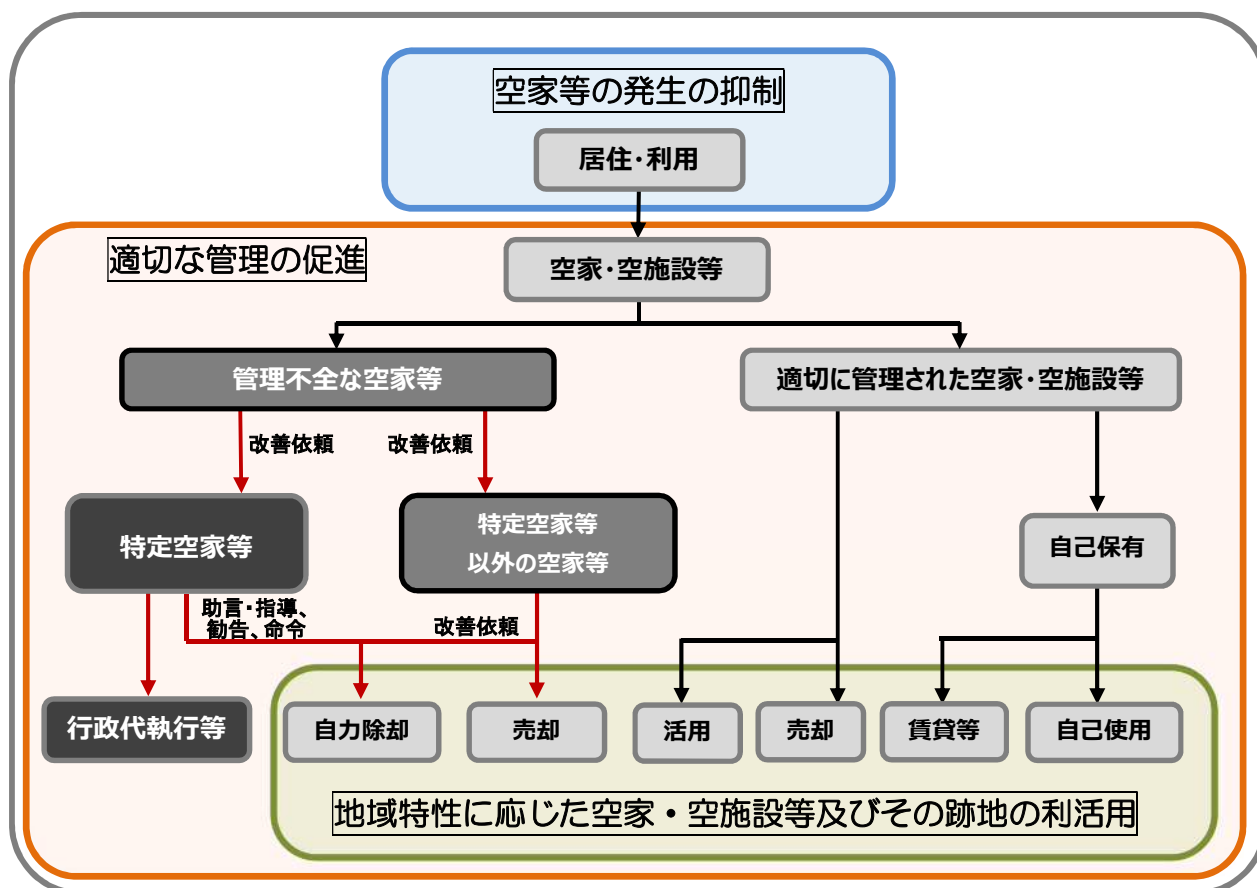 空家等の発生の抑制
居住・利用
適切な管理の促進
空家・空施設等
管理不全な空家等
適切に管理された空家・空施設等
改善依頼
改善依頼
特定空家等
特定空家等
以外の空家等
自己保有
助言・指導、
勧告、命令
改善依頼
行政代執行等
自力除却
売却
活用
売却
賃貸等
自己使用
地域特性に応じた空家・空施設等及びその跡地の利活用